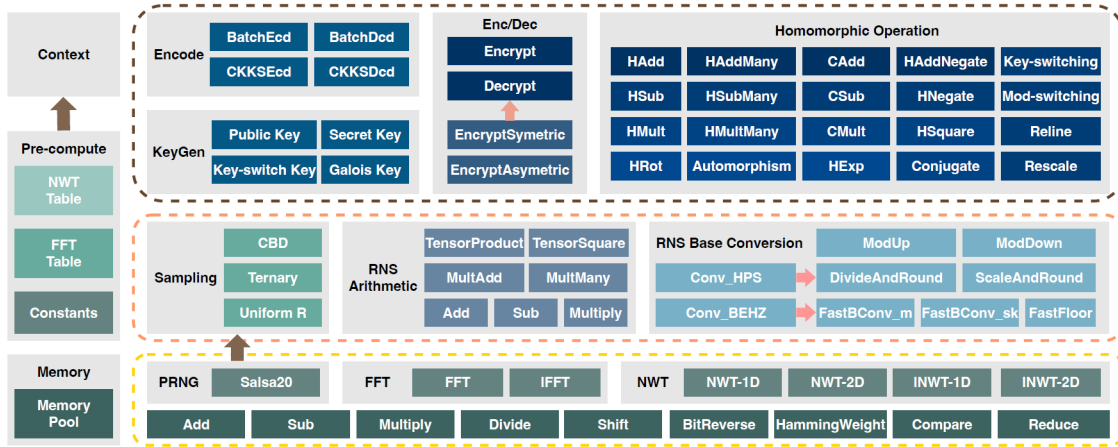 Context
Pre-compute
NWT
Table
FFT
Table
Constants
Memory
Memory
Pool
Encode
BatchEcd BatchDcd
CKKSEcd CKKSDcd
KeyGen
Public Key Secret Key
Key-switch Key Galois Key
Enc/Dec
Encrypt
Decrypt
EncryptSymetric
EncryptAsymetric
Homomorphic Operation
HAdd HAddMany CAdd HAddNegate Key-switching
HSub HSubMany CSub HNegate Mod-switching
HMult HMultMany CMult HSquare Reline
HRot Automorphism HExp Conjugate Rescale
Sampling
CBD
Ternary
Uniform R
RNS
Arithmetic
TensorProduct TensorSquare
MultAdd MultMany
Add Sub Multiply
RNS Base Conversion ModUp ModDown
Conv_HPS DivideAndRound ScaleAndRound
Conv_BEHZ FastBConv_m FastBConv_sk FastFloor
PRNG Salsa20
FFT FFT IFFT
NWT NWT-1D NWT-2D INWT-1D INWT-2D
Add Sub Multiply Divide Shift BitReverse HammingWeight Compare Reduce